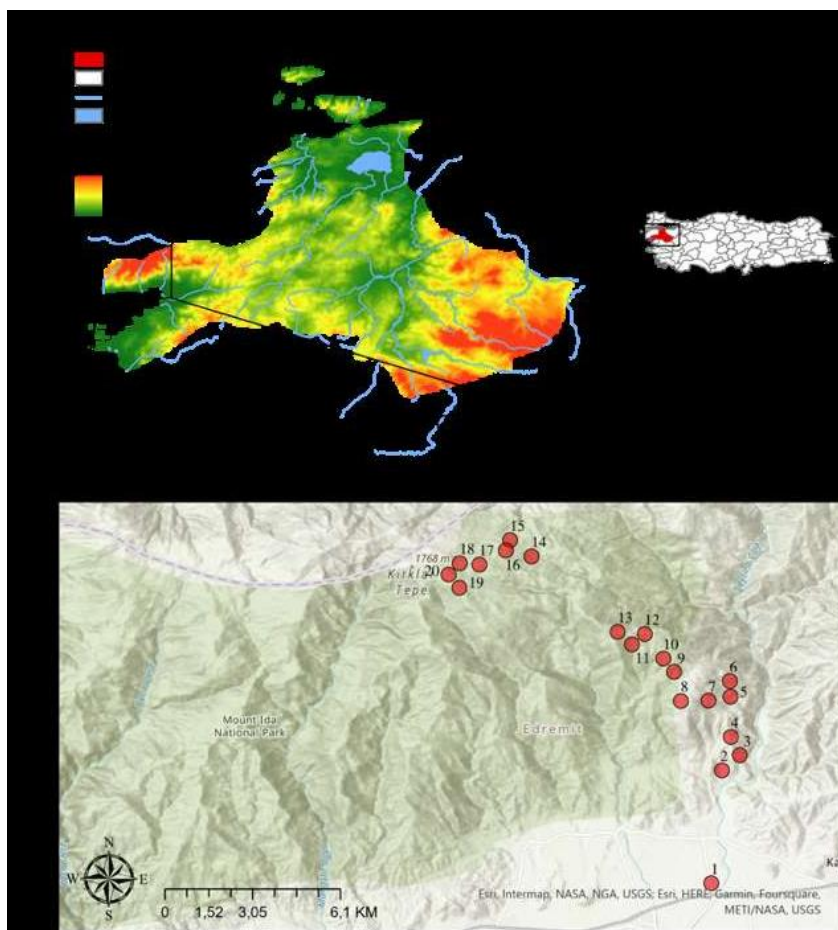 15
14
18
17
16
1768 m
20
Kırkla
Tepe
19
13
12
11
10
9
6
8
7
5
Mount Ida
National Park
Edremit
4
3
2
N
W
E
S
1
Ka
Esri, Intermap, NASA, NGA, USGS; Esri, HERE, Garmin, Foursquare,
METI/NASA, USGS
0 1,52 3,05 6,1 KM